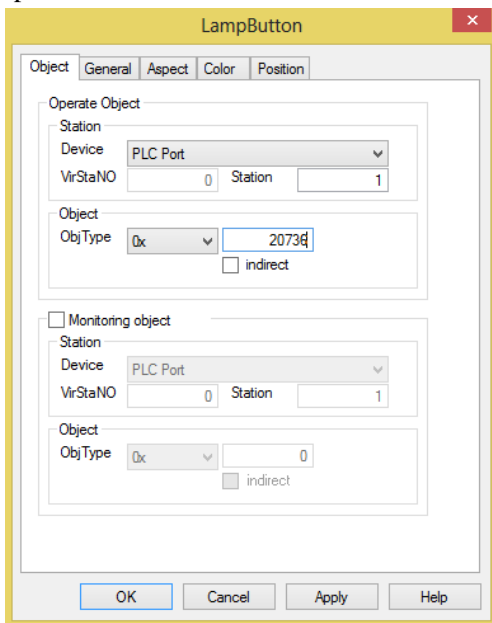 LampButton
Object General Aspect Color Position
Operate Object
Station
Device PLC Port
VirStaNO 0 Station 1
Object
ObjType 0x 20736
indirect
Monitoring object
Station
Device PLC Port
VirStaNO 0 Station 1
Object
ObjType 0x 0
indirect
OK Cancel Apply Help